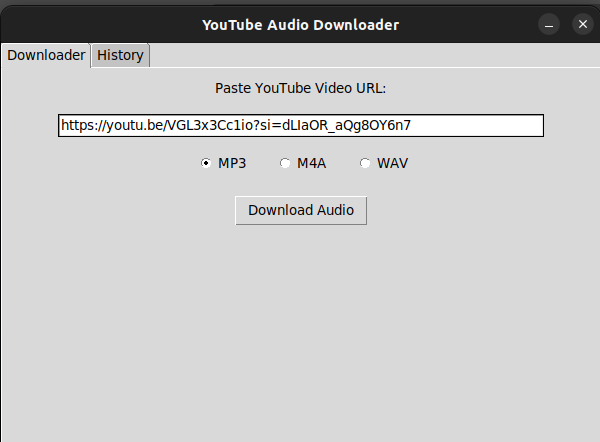 YouTube Audio Downloader
Downloader History
Paste YouTube Video URL:
https://youtu.be/VGL3x3Cc1io?si=dLIaOR_aQg8OY6n7
MP3 M4A WAV
Download Audio